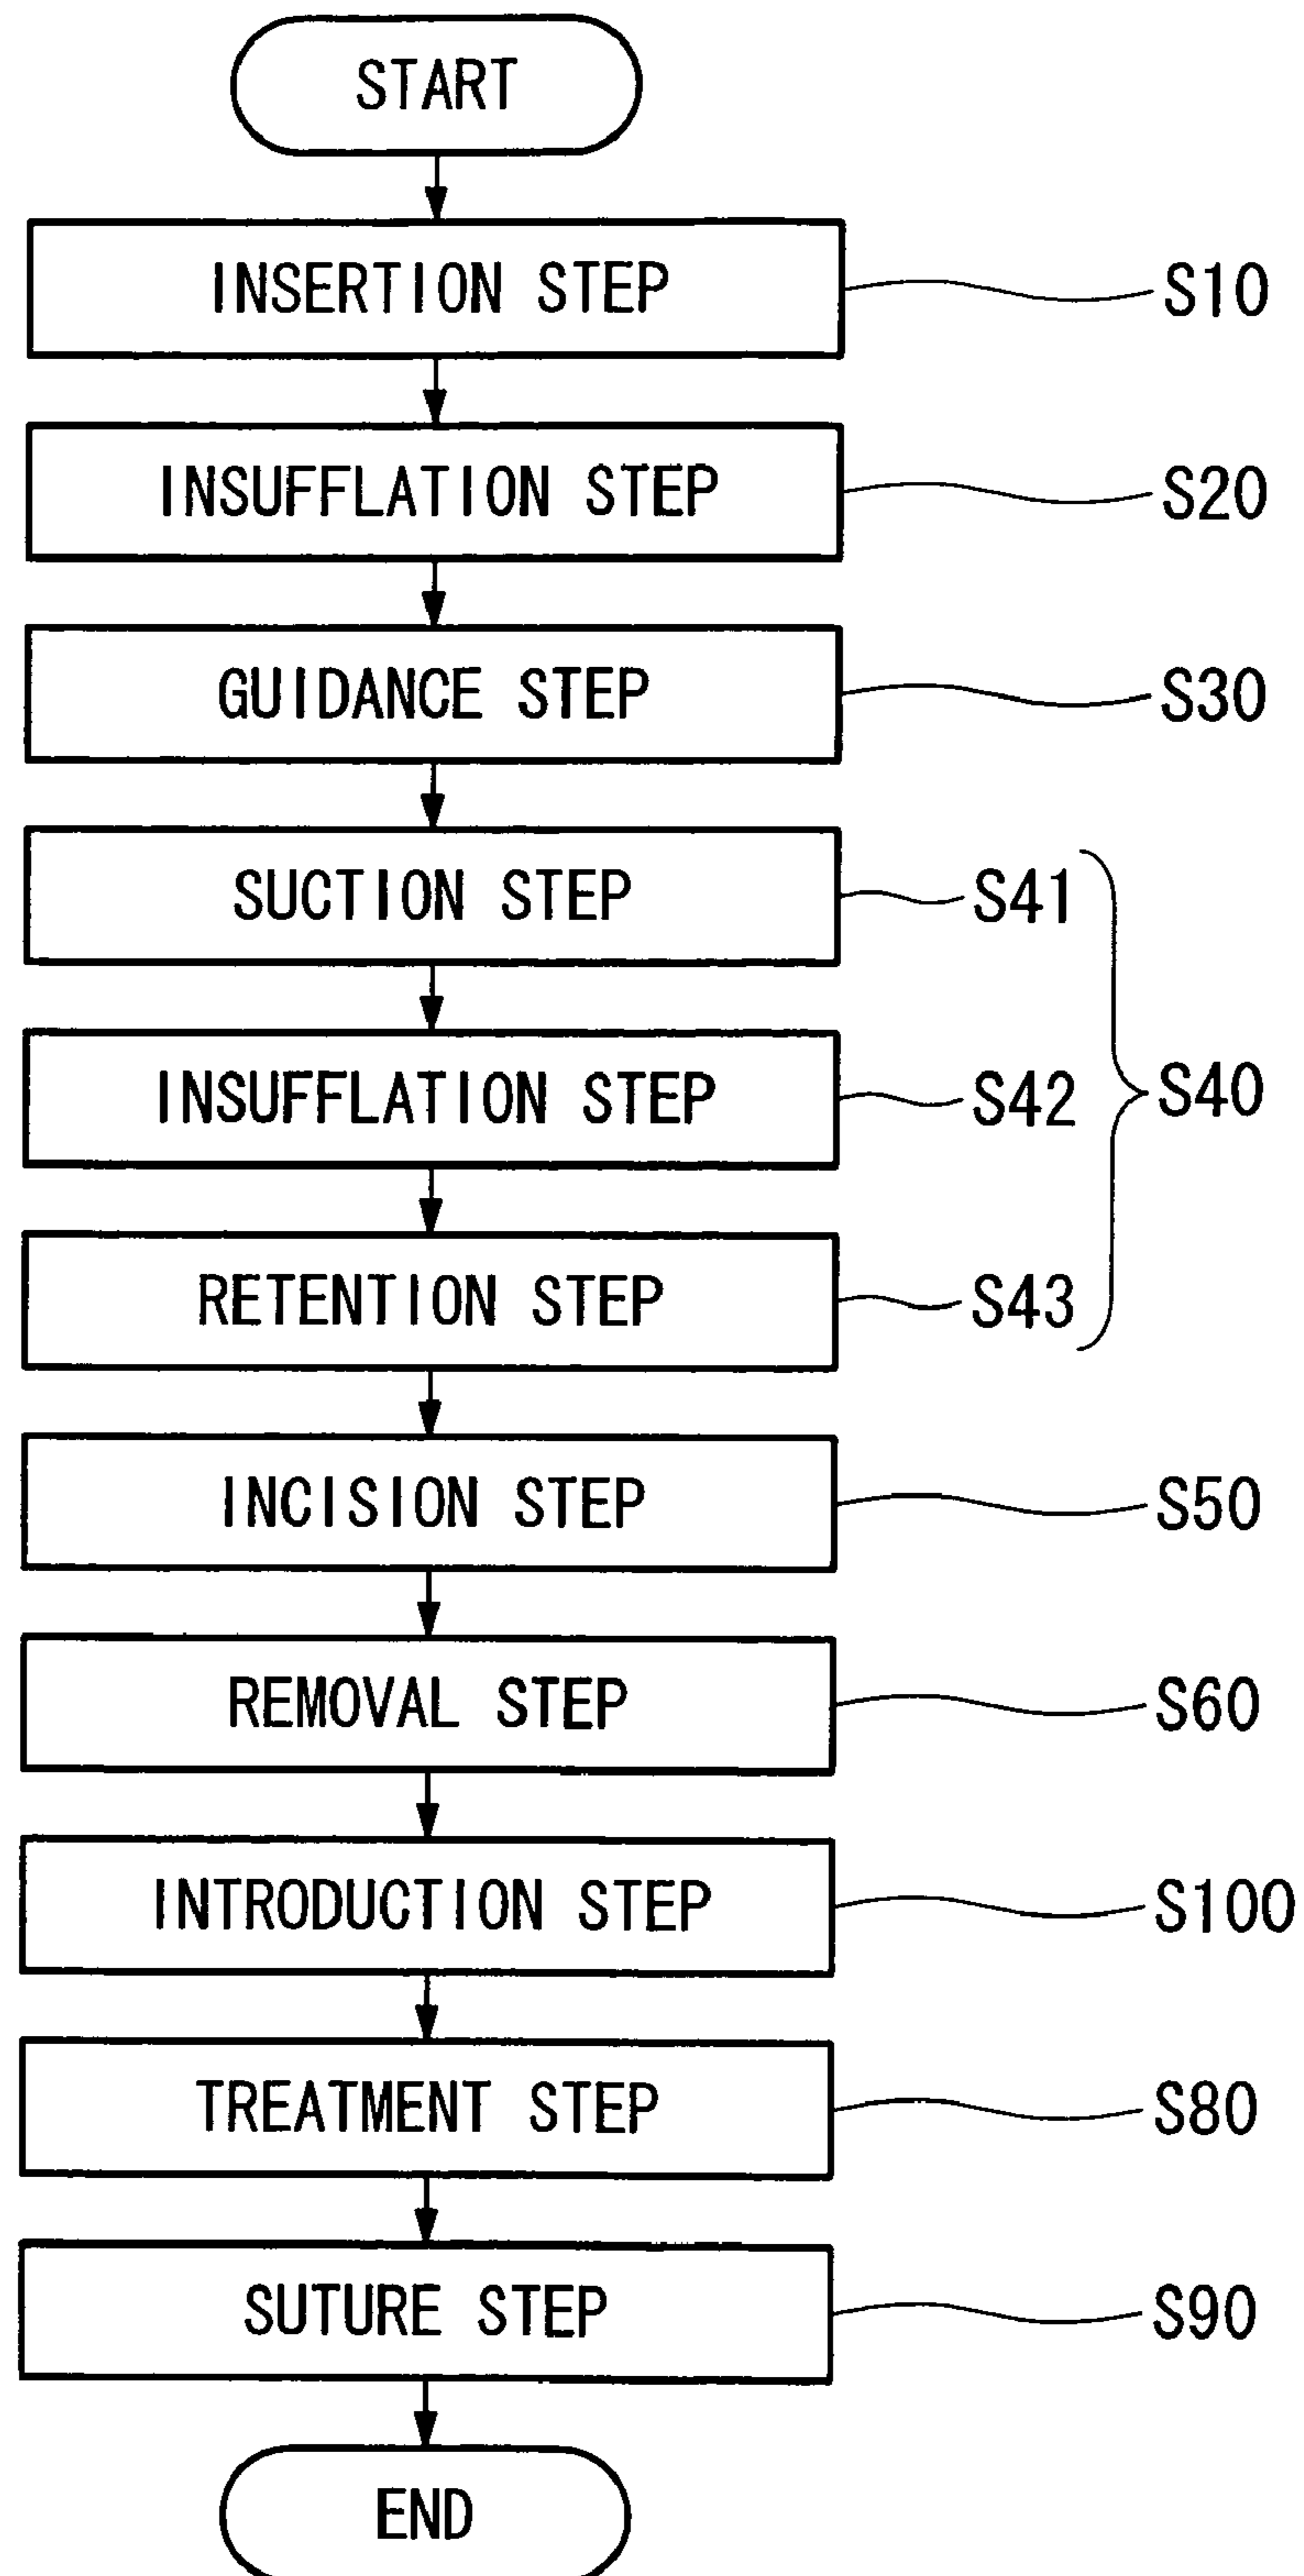 START
INSERTION STEP S10
INSUFFLATION STEP S20
GUIDANCE STEP S30
SUCTION STEP S41
INSUFFLATION STEP S42 S40
RETENTION STEP S43
INCISION STEP S50
REMOVAL STEP S60
INTRODUCTION STEP S100
TREATMENT STEP S80
SUTURE STEP S90
END